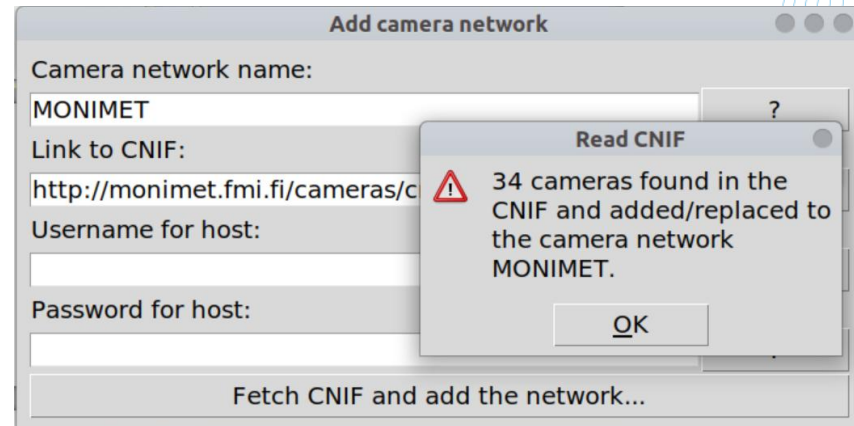 Add camera network
Camera network name:
MONIMET
?
Link to CNIF:
http://monimet.fmi.fi/cameras/
Username for host:
Password for host:
Fetch CNIF and add the network...
Read CNIF
34 cameras found in the
CNIF and added/replaced to
the camera network
MONIMET.
OK